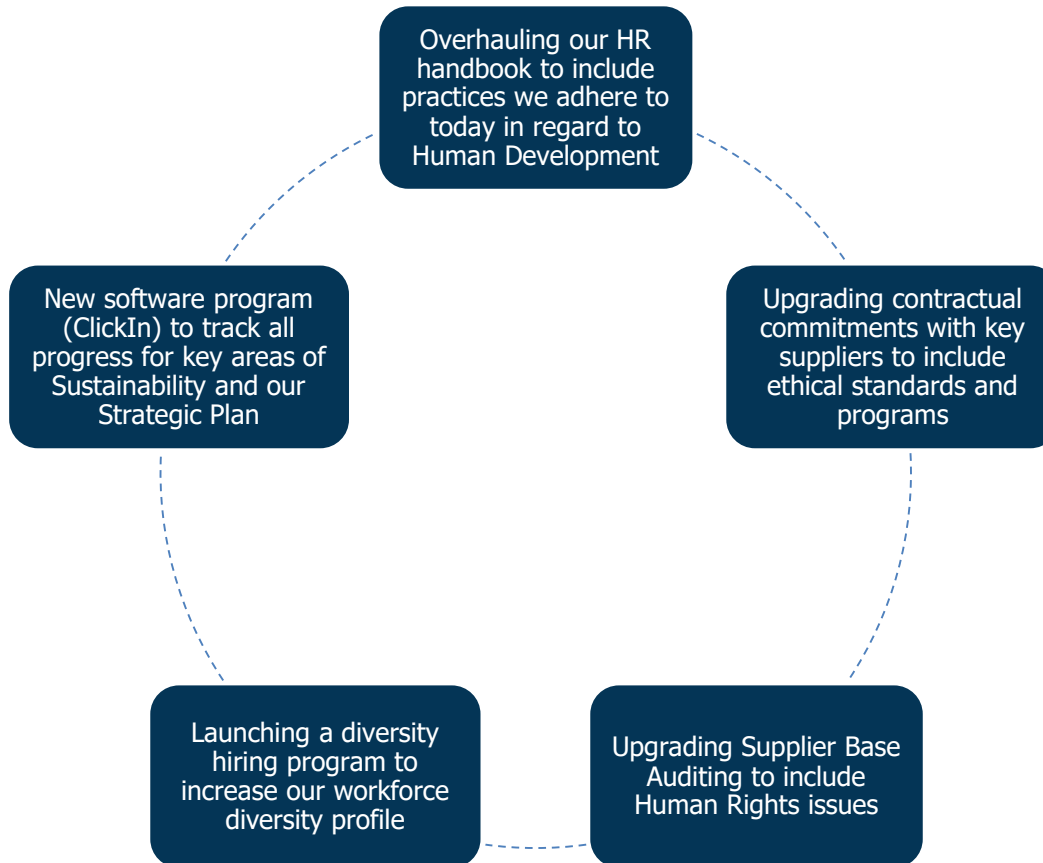 Overhauling our HR
handbook to include
practices we adhere to
today in regard to
Human Development
New software program
(ClickIn) to track all
progress for key areas of
Sustainability and our
Strategic Plan
Upgrading contractual
commitments with key
suppliers to include
ethical standards and
programs
Launching a diversity
hiring program to
increase our workforce
diversity profile
Upgrading Supplier Base
Auditing to include
Human Rights issues